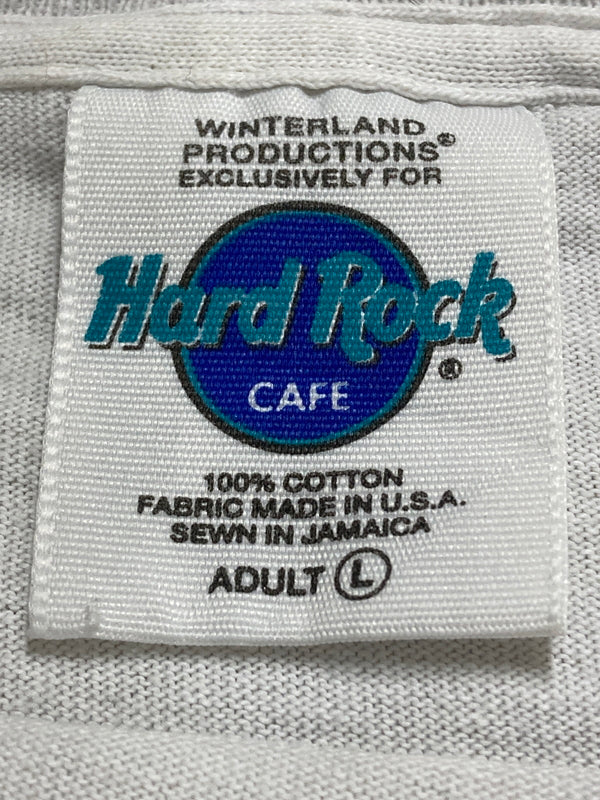 WINTERLAND
PRODUCTIONS®
EXCLUSIVELY FOR
Hard Rock®
CAFE
100% COTTON
FABRIC MADE IN U.S.A.
SEWN IN JAMAICA
ADULT L